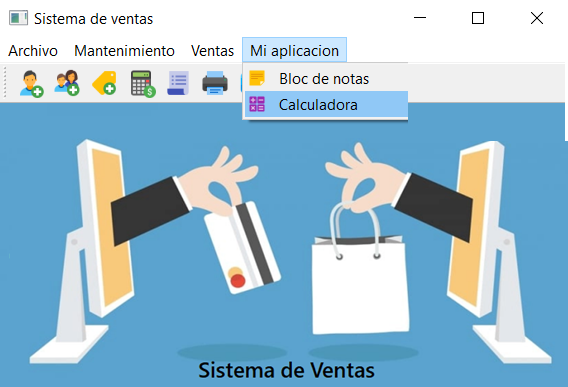 Sistema de ventas
Archivo Mantenimiento Ventas Mi aplicacion
Bloc de notas
Calculadora
Sistema de Ventas